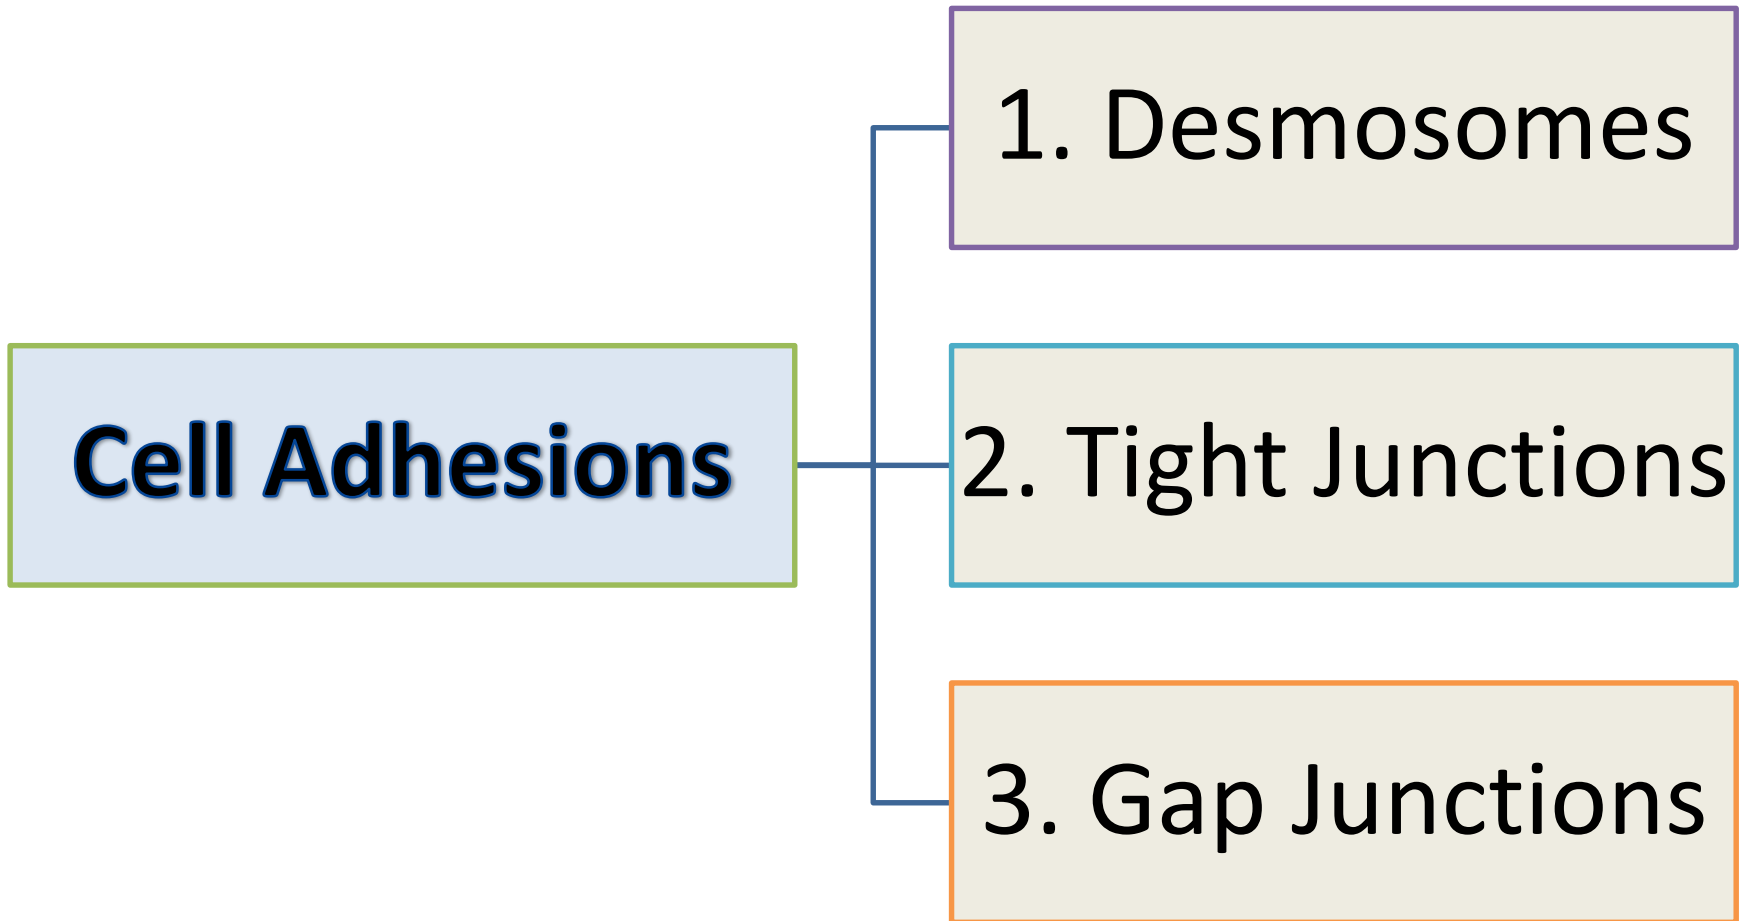 Cell Adhesions
1. Desmosomes
2. Tight Junctions
3. Gap Junctions